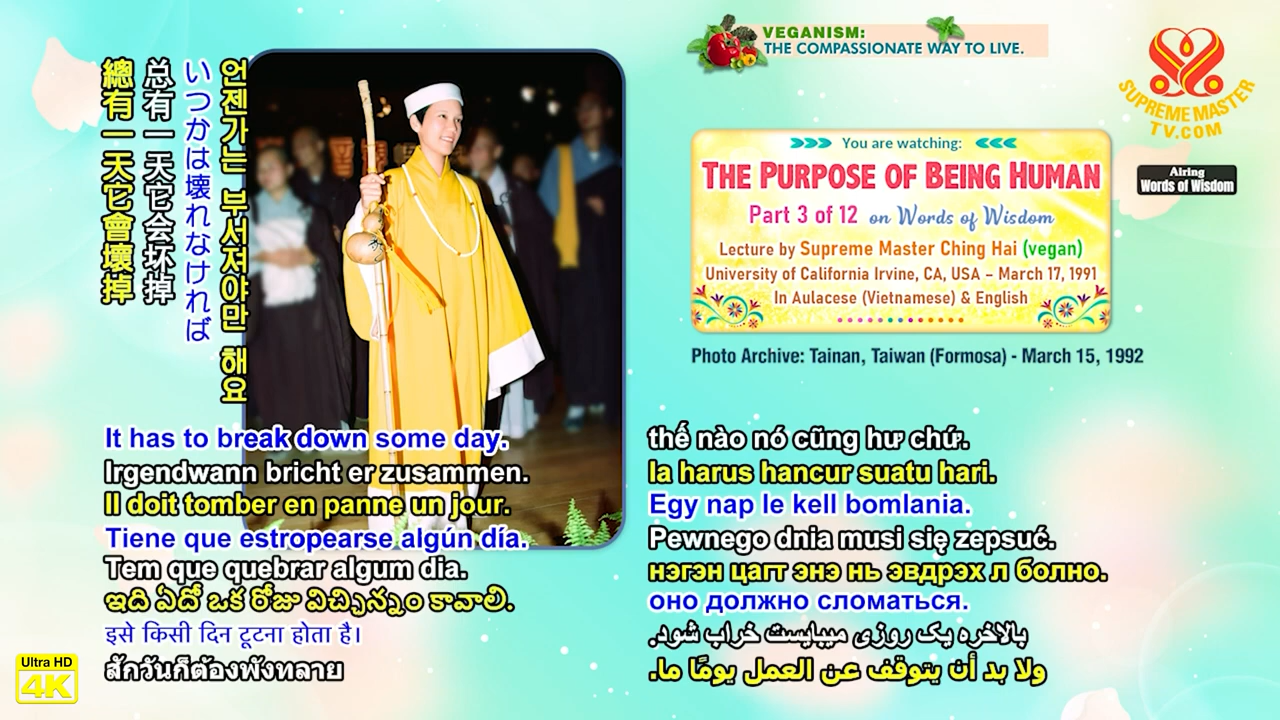 總有一天它會壞掉
总有一天它会坏掉
いつかは壊れなければ
언젠가는 부서져야만 해요
It has to break down some day.
Irgendwann bricht er zusammen.
Il doit tomber en panne un jour.
Tiene que estropearse algún día.
Tem que quebrar algum dia.
ఇది ఏదో ఒక రోజు విచ్ఛిన్నం కావాలి.
इसे किसी दिन टूटना होता है।
สักวันก็ต้องพังทลาย
VEGANISM:
THE COMPASSIONATE WAY TO LIVE.
SUPREME MASTER
TV.COM
Airing
Words of Wisdom
You are watching:
THE PURPOSE OF BEING HUMAN
Part 3 of 12 on Words of Wisdom
Lecture by Supreme Master Ching Hai (vegan)
University of California Irvine, CA, USA – March 17, 1991
In Aulacese (Vietnamese) & English
Photo Archive: Tainan, Taiwan (Formosa) - March 15, 1992
thế nào nó cũng hư chứ.
Ia harus hancur suatu hari.
Egy nap le kell bomlania.
Pewnego dnia musi się zepsuć.
нэгэн цагт энэ нь эвдрэх л болно.
оно должно сломаться.
بالاخره یک روزی میبایست خراب شود.
ولا بد أن يتوقف عن العمل يومًا ما.
Ultra HD
4K